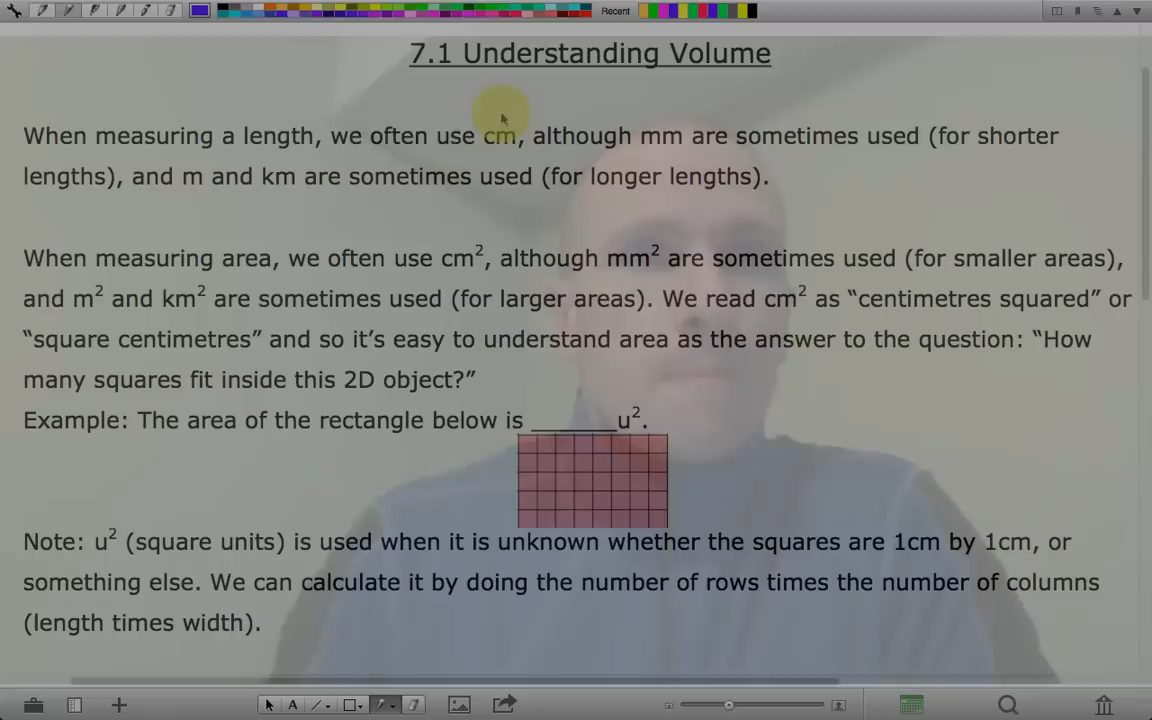 Recent
7.1 Understanding Volume
When measuring a length, we often use cm, although mm are sometimes used (for shorter
lengths), and m and km are sometimes used (for longer lengths).
When measuring area, we often use cm², although mm² are sometimes used (for smaller areas),
and m² and km² are sometimes used (for larger areas). We read cm² as “centimetres squared” or
“square centimetres” and so it’s easy to understand area as the answer to the question: “How
many squares fit inside this 2D object?”
Example: The area of the rectangle below is _______u².
Note: u² (square units) is used when it is unknown whether the squares are 1cm by 1cm, or
something else. We can calculate it by doing the number of rows times the number of columns
(length times width).
A